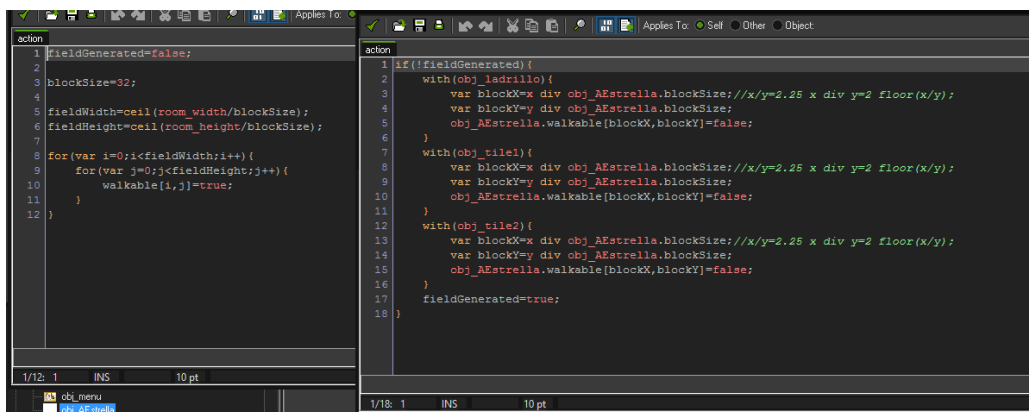 Applies To:
action
1 fieldGenerated=false;
2
3 blockSize=32;
4
5 fieldWidth=ceil(room_width/blockSize);
6 fieldHeight=ceil(room_height/blockSize);
7
8 for(var i=0;i<fieldWidth;i++){
9     for(var j=0;j<fieldHeight;j++){
10         walkable[i,j]=true;
11     }
12 }
1/12: 1 INS 10 pt
obj_menu
obj_AEstrella
Applies To: Self Other Object:
action
1 if(!fieldGenerated){
2     with(obj_ladrillo){
3         var blockX=x div obj_AEstrella.blockSize;//x/y=2.25 x div y=2 floor(x/y);
4         var blockY=y div obj_AEstrella.blockSize;
5         obj_AEstrella.walkable[blockX,blockY]=false;
6     }
7     with(obj_tile1){
8         var blockX=x div obj_AEstrella.blockSize;//x/y=2.25 x div y=2 floor(x/y);
9         var blockY=y div obj_AEstrella.blockSize;
10         obj_AEstrella.walkable[blockX,blockY]=false;
11     }
12     with(obj_tile2){
13         var blockX=x div obj_AEstrella.blockSize;//x/y=2.25 x div y=2 floor(x/y);
14         var blockY=y div obj_AEstrella.blockSize;
15         obj_AEstrella.walkable[blockX,blockY]=false;
16     }
17     fieldGenerated=true;
18 }
1/18: 1 INS 10 pt